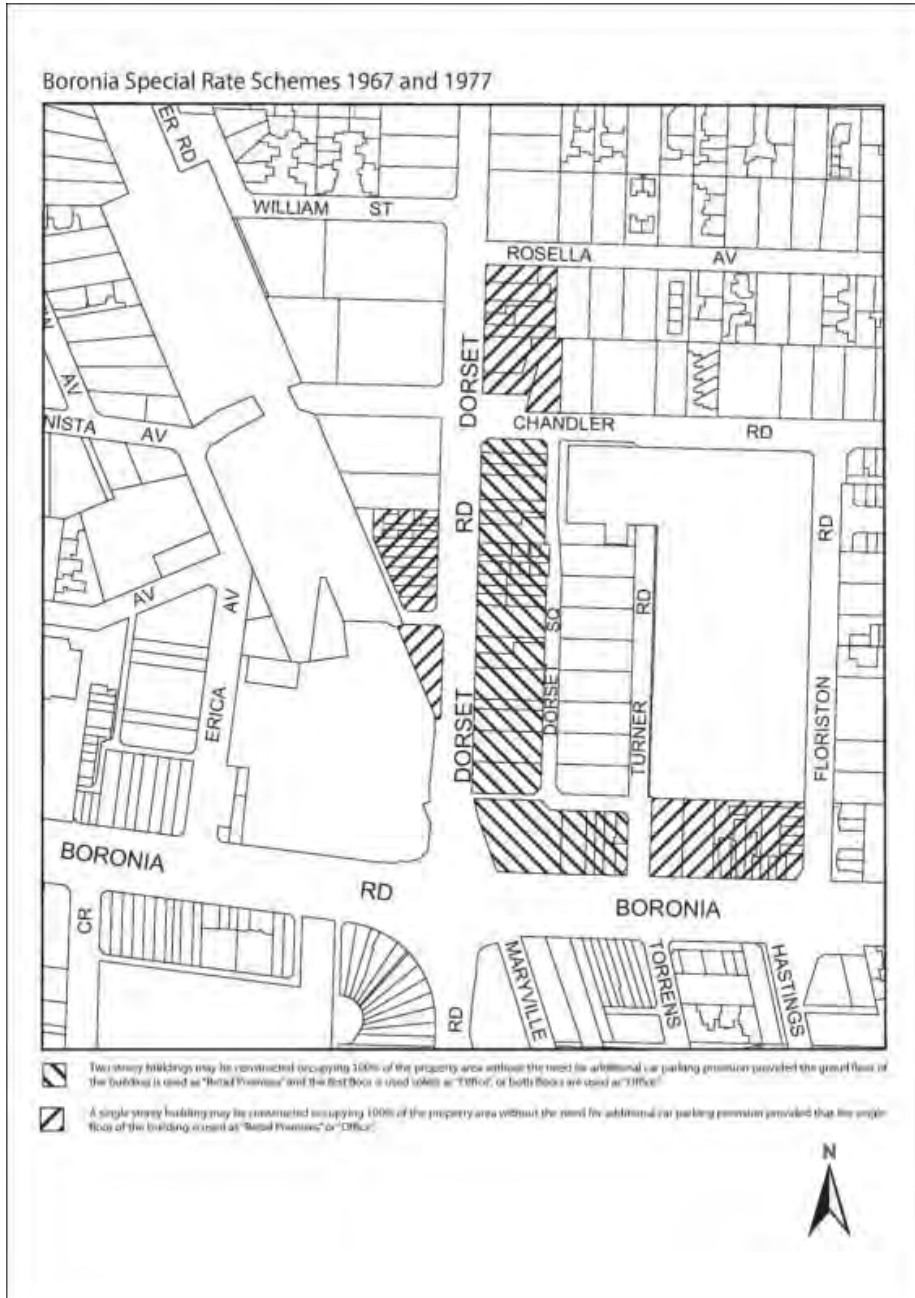 Boronia Special Rate Schemes 1967 and 1977
ER RD
WILLIAM ST
ROSELLA AV
DORSET
AV
NISTA AV
CHANDLER RD
RD
RD
AV
AV
DORSET SQ
RD
ERICA
DORSET
TURNER
FLORISTON
BORONIA
RD
BORONIA
CR
RD
MARYVILLE
TORRENS
HASTINGS
Two storey buildings may be constructed occupying 100% of the property area without the need for additional car parking provision provided the ground floor of
the building is used as "Retail Premises" and the first floor is used solely as "Office", or both floors are used as "Office".
A single storey building may be constructed occupying 100% of the property area without the need for additional car parking provision provided that the single
floor of the building is used as "Retail Premises" or "Office".
N